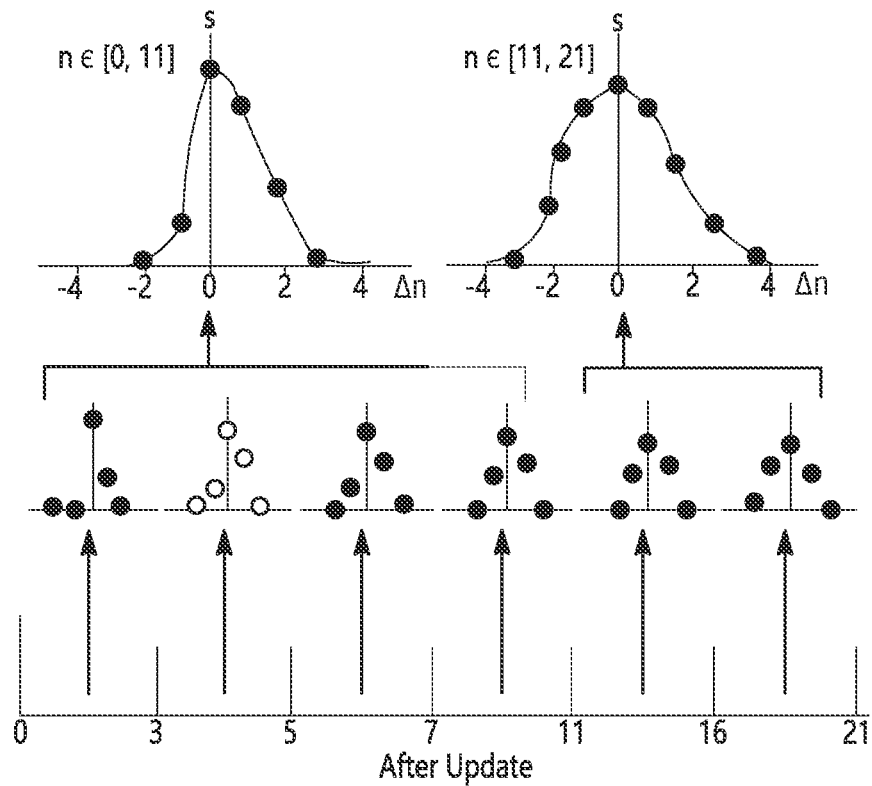 s s
n ϵ [0, 11] n ϵ [11, 21]
-4 -2 0 2 4 Δn -4 -2 0 2 4 Δn
0 3 5 7 11 16 21
After Update